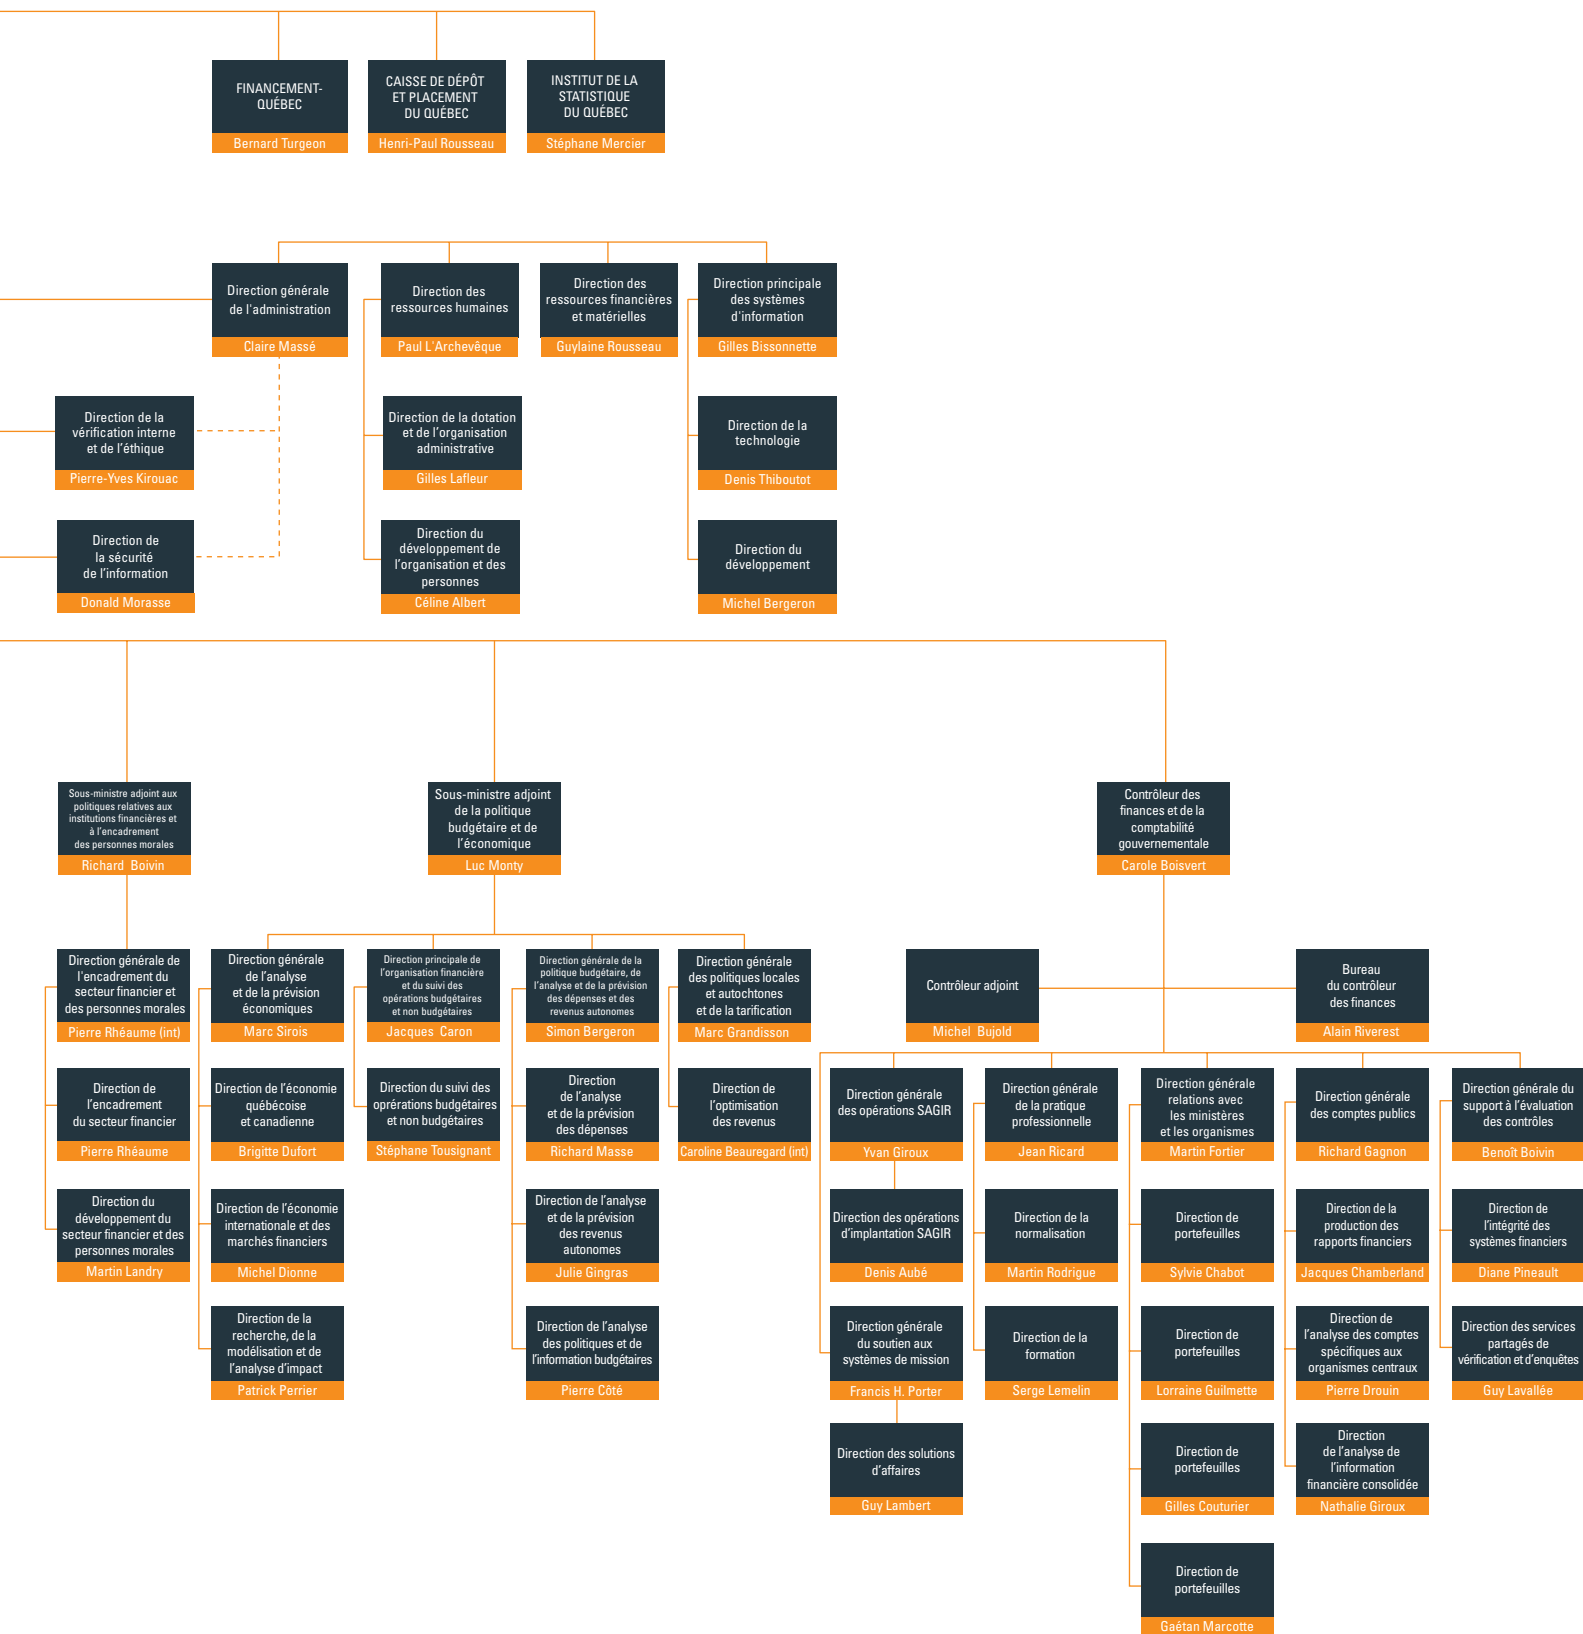 FINANCEMENT-
QUÉBEC
Bernard Turgeon
CAISSE DE DÉPÔT
ET PLACEMENT
DU QUÉBEC
Henri-Paul Rousseau
INSTITUT DE LA
STATISTIQUE
DU QUÉBEC
Stéphane Mercier
Direction générale
de l'administration
Claire Massé
Direction des
ressources humaines
Paul L'Archevêque
Direction des
ressources financières
et matérielles
Guylaine Rousseau
Direction principale
des systèmes
d'information
Gilles Bissonnette
Direction de la
vérification interne
et de l'éthique
Pierre-Yves Kirouac
Direction de la dotation
et de l'organisation
administrative
Gilles Lafleur
Direction de la
technologie
Denis Thiboutot
Direction de
la sécurité
de l'information
Donald Morasse
Direction du
développement de
l'organisation et des
personnes
Céline Albert
Direction du
développement
Michel Bergeron
Sous-ministre adjoint aux
politiques relatives aux
institutions financières et
à l'encadrement
des personnes morales
Richard Boivin
Sous-ministre adjoint
de la politique
budgétaire et de
l'économique
Luc Monty
Contrôleur des
finances et de la
comptabilité
gouvernementale
Carole Boisvert
Direction générale de
l'encadrement du
secteur financier et
des personnes morales
Pierre Rhéaume (int)
Direction générale
de l'analyse
et de la prévision
économiques
Marc Sirois
Direction principale de
l'organisation financière
et du suivi des
opérations budgétaires
et non budgétaires
Jacques Caron
Direction générale de la
politique budgétaire, de
l'analyse et de la prévision
des dépenses et des
revenus autonomes
Simon Bergeron
Direction générale
des politiques locales
et autochtones
et de la tarification
Marc Grandisson
Contrôleur adjoint
Michel Bujold
Bureau
du contrôleur
des finances
Alain Riverest
Direction de
l'encadrement
du secteur financier
Pierre Rhéaume
Direction de l'économie
québécoise
et canadienne
Brigitte Dufort
Direction du suivi des
oprérations budgétaires
et non budgétaires
Stéphane Tousignant
Direction
de l'analyse
et de la prévision
des dépenses
Richard Masse
Direction de
l'optimisation
des revenus
Caroline Beauregard (int)
Direction générale
des opérations SAGIR
Yvan Giroux
Direction générale
de la pratique
professionnelle
Jean Ricard
Direction générale
relations avec
les ministères
et les organismes
Martin Fortier
Direction générale
des comptes publics
Richard Gagnon
Direction générale du
support à l'évaluation
des contrôles
Benoît Boivin
Direction du
développement du
secteur financier et des
personnes morales
Martin Landry
Direction de l'économie
internationale et des
marchés financiers
Michel Dionne
Direction de l'analyse
et de la prévision
des revenus
autonomes
Julie Gingras
Direction des opérations
d'implantation SAGIR
Denis Aubé
Direction de la
normalisation
Martin Rodrigue
Direction de
portefeuilles
Sylvie Chabot
Direction de la
production des
rapports financiers
Jacques Chamberland
Direction de
l'intégrité des
systèmes financiers
Diane Pineault
Direction de la
recherche, de la
modélisation et de
l'analyse d'impact
Patrick Perrier
Direction de l'analyse
des politiques et de
l'information budgétaires
Pierre Côté
Direction générale
du soutien aux
systèmes de mission
Francis H. Porter
Direction de la
formation
Serge Lemelin
Direction de
portefeuilles
Lorraine Guilmette
Direction de
l'analyse des comptes
spécifiques aux
organismes centraux
Pierre Drouin
Direction des services
partagés de
vérification et d'enquêtes
Guy Lavallée
Direction des solutions
d'affaires
Guy Lambert
Direction de
portefeuilles
Gilles Couturier
Direction
de l'analyse de
l'information
financière consolidée
Nathalie Giroux
Direction de
portefeuilles
Gaétan Marcotte